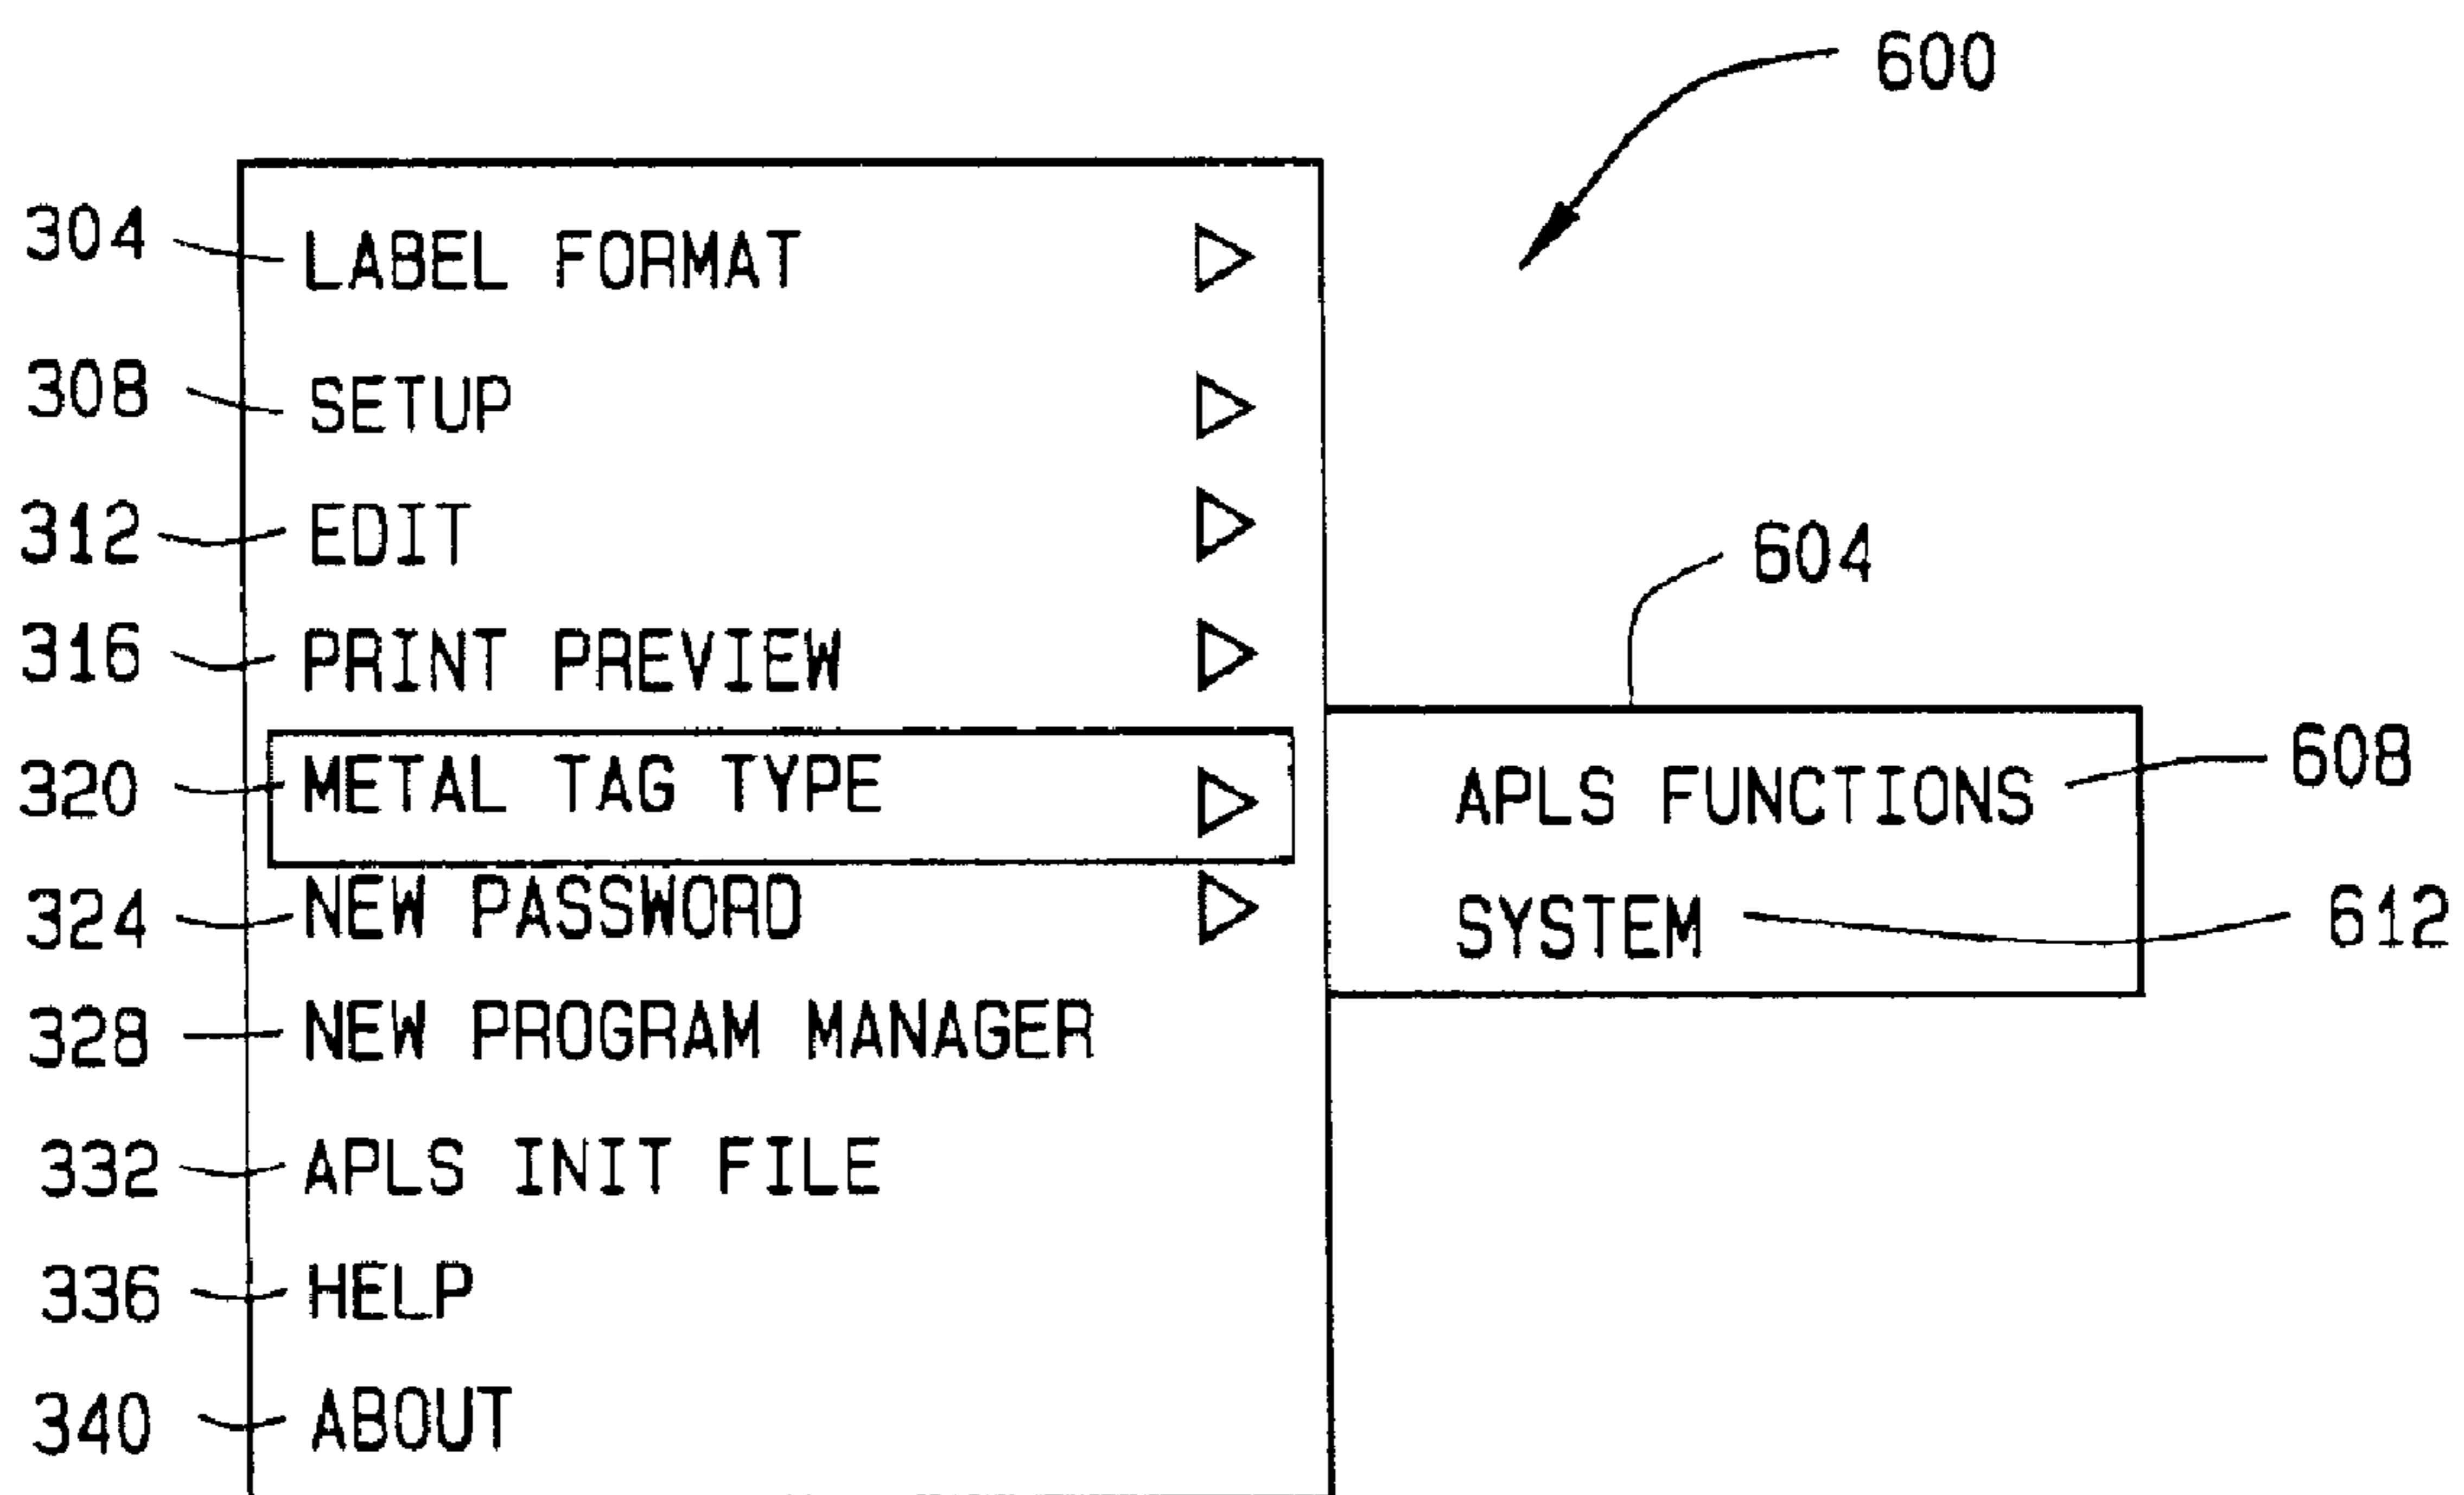 600
304 LABEL FORMAT
308 SETUP
312 EDIT
604
316 PRINT PREVIEW
320 METAL TAG TYPE
APLS FUNCTIONS 608
324 NEW PASSWORD
SYSTEM 612
328 NEW PROGRAM MANAGER
332 APLS INIT FILE
336 HELP
340 ABOUT